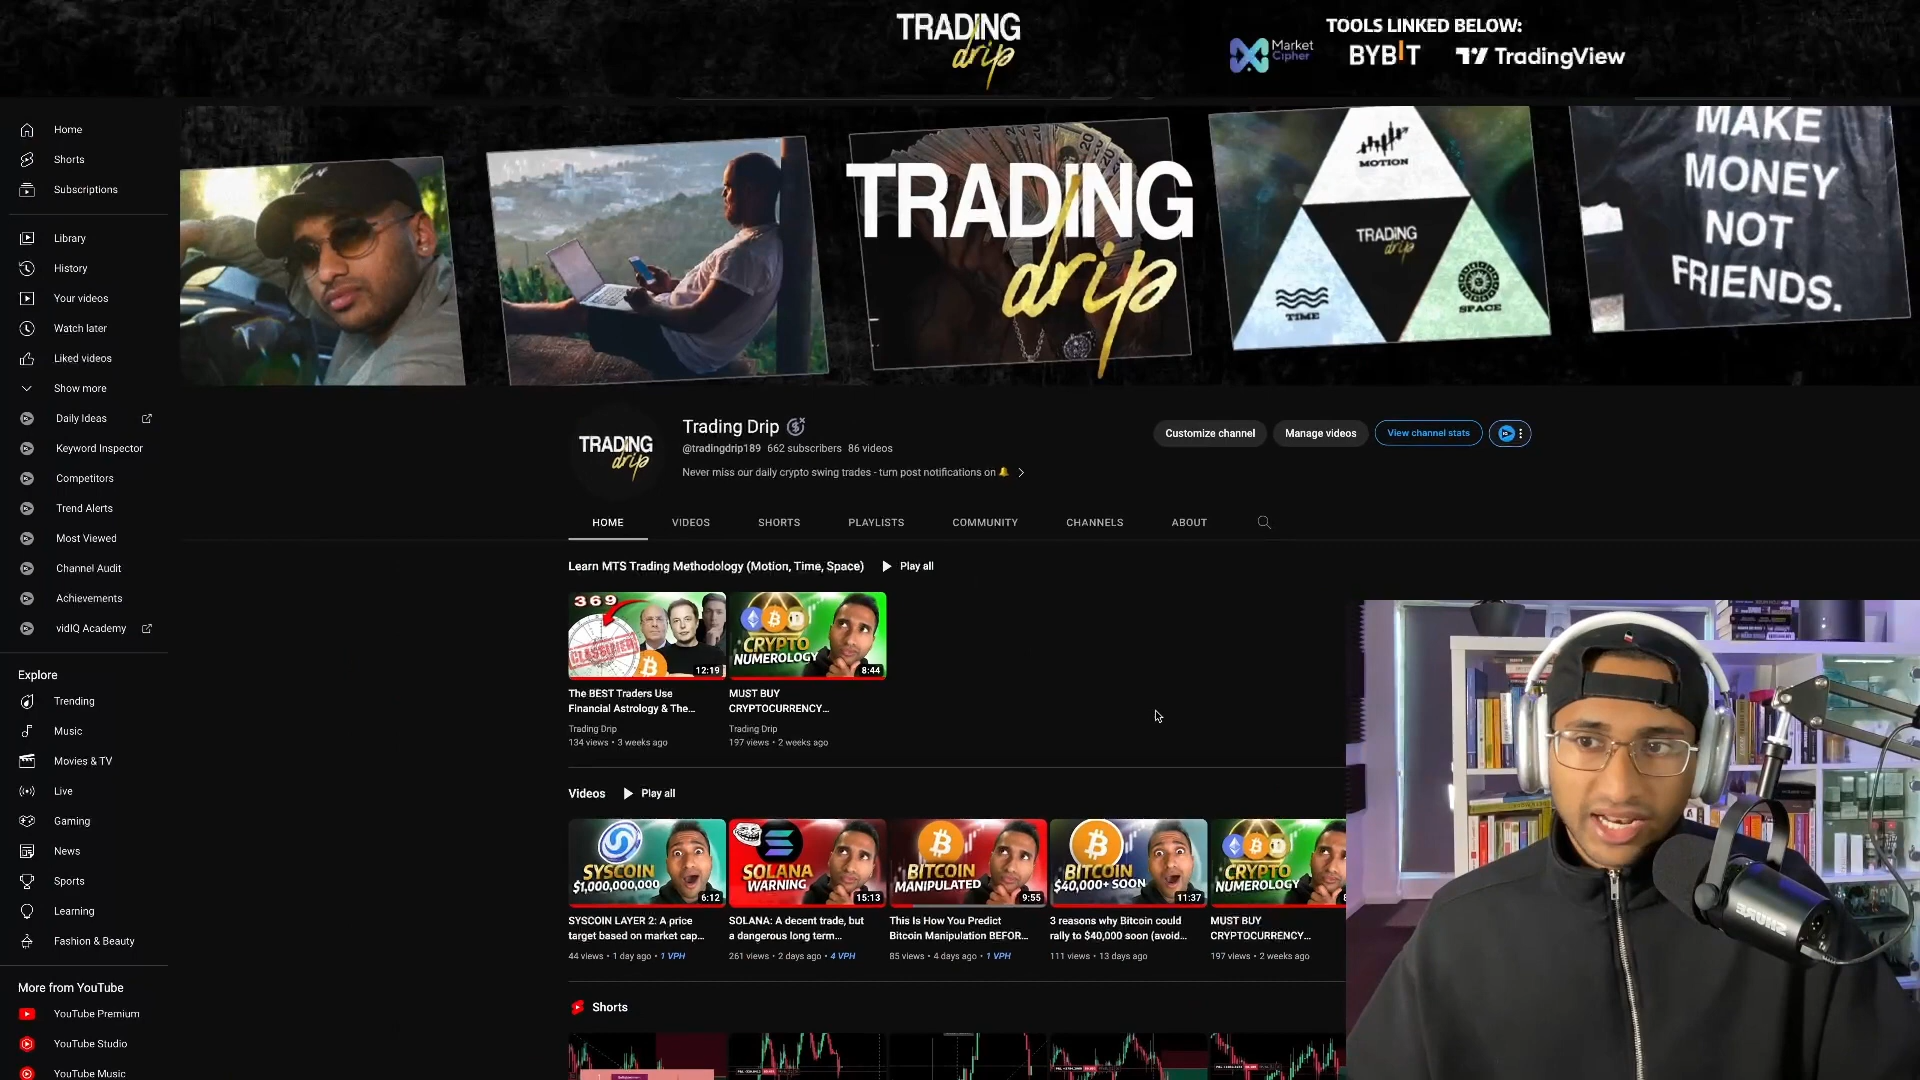 TRADING
drip
TOOLS LINKED BELOW:
Market
Cipher
BYBIT
TradingView
Home
Shorts
Subscriptions
Library
History
Your videos
Watch later
Liked videos
Show more
Daily Ideas
Keyword Inspector
Competitors
Trend Alerts
Most Viewed
Channel Audit
Achievements
vidIQ Academy
Explore
Trending
Music
Movies & TV
Live
Gaming
News
Sports
Learning
Fashion & Beauty
More from YouTube
YouTube Premium
YouTube Studio
YouTube Music
TRADING
drip
MOTION
TRADING
drip
TIME
SPACE
MAKE
MONEY
NOT
FRIENDS.
TRADING
drip
Trading Drip
@tradingdrip189 662 subscribers 86 videos
Never miss our daily crypto swing trades - turn post notifications on
Customize channel
Manage videos
View channel stats
HOME
VIDEOS
SHORTS
PLAYLISTS
COMMUNITY
CHANNELS
ABOUT
Learn MTS Trading Methodology (Motion, Time, Space)
Play all
369
CLASSIFIED
12:19
The BEST Traders Use
Financial Astrology & The...
Trading Drip
134 views • 3 weeks ago
CRYPTO
NUMEROLOGY
8:44
MUST BUY
CRYPTOCURRENCY...
Trading Drip
197 views • 2 weeks ago
Videos
Play all
SYSCOIN
$1,000,000,000
6:12
SYSCOIN LAYER 2: A price
target based on market cap...
44 views • 1 day ago • 1 VPH
SOLANA
WARNING
15:13
SOLANA: A decent trade, but
a dangerous long term...
261 views • 2 days ago • 4 VPH
BITCOIN
MANIPULATED
9:55
This Is How You Predict
Bitcoin Manipulation BEFOR...
85 views • 4 days ago • 1 VPH
BITCOIN
$40,000+ SOON
11:37
3 reasons why Bitcoin could
rally to $40,000 soon (avoid...
111 views • 13 days ago
CRYPTO
NUMEROLOGY
8
MUST BUY
CRYPTOCURRENCY...
197 views • 2 weeks ago
Shorts
SHURE